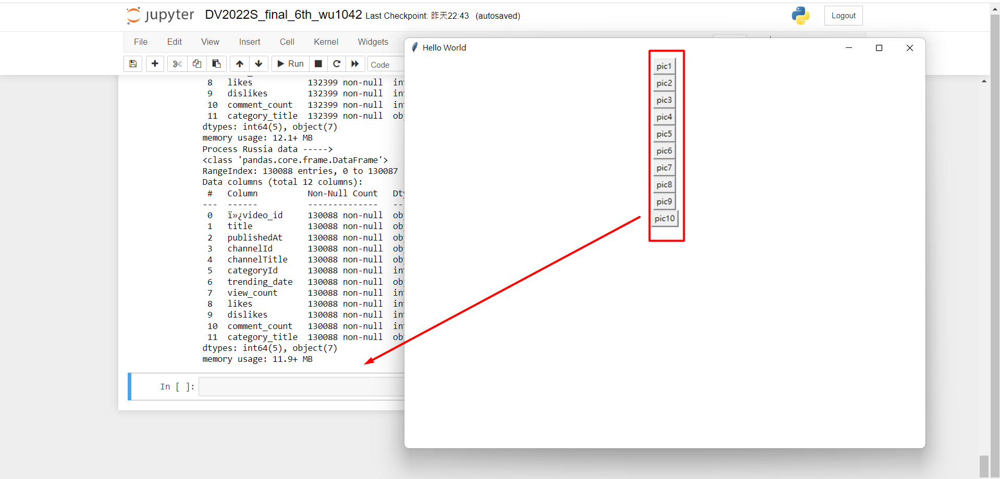 jupyter DV2022S_final_6th_wu1042 Last Checkpoint: 昨天22:43 (autosaved)
Logout
File Edit View Insert Cell Kernel Widgets
Run Code
8 likes 132399 non-null in
9 dislikes 132399 non-null in
10 comment_count 132399 non-null in
11 category_title 132399 non-null ob
dtypes: int64(5), object(7)
memory usage: 12.1+ MB
Process Russia data ----->
<class 'pandas.core.frame.DataFrame'>
RangeIndex: 130088 entries, 0 to 130087
Data columns (total 12 columns):
# Column Non-Null Count Dty
--- ------ -------------- --
0 ï»¿video_id 130088 non-null ob
1 title 130088 non-null ob
2 publishedAt 130088 non-null ob
3 channelId 130088 non-null ob
4 channelTitle 130088 non-null ob
5 categoryId 130088 non-null in
6 trending_date 130088 non-null ob
7 view_count 130088 non-null in
8 likes 130088 non-null in
9 dislikes 130088 non-null in
10 comment_count 130088 non-null in
11 category_title 130088 non-null ob
dtypes: int64(5), object(7)
memory usage: 11.9+ MB
In [ ]:
Hello World
pic1
pic2
pic3
pic4
pic5
pic6
pic7
pic8
pic9
pic10